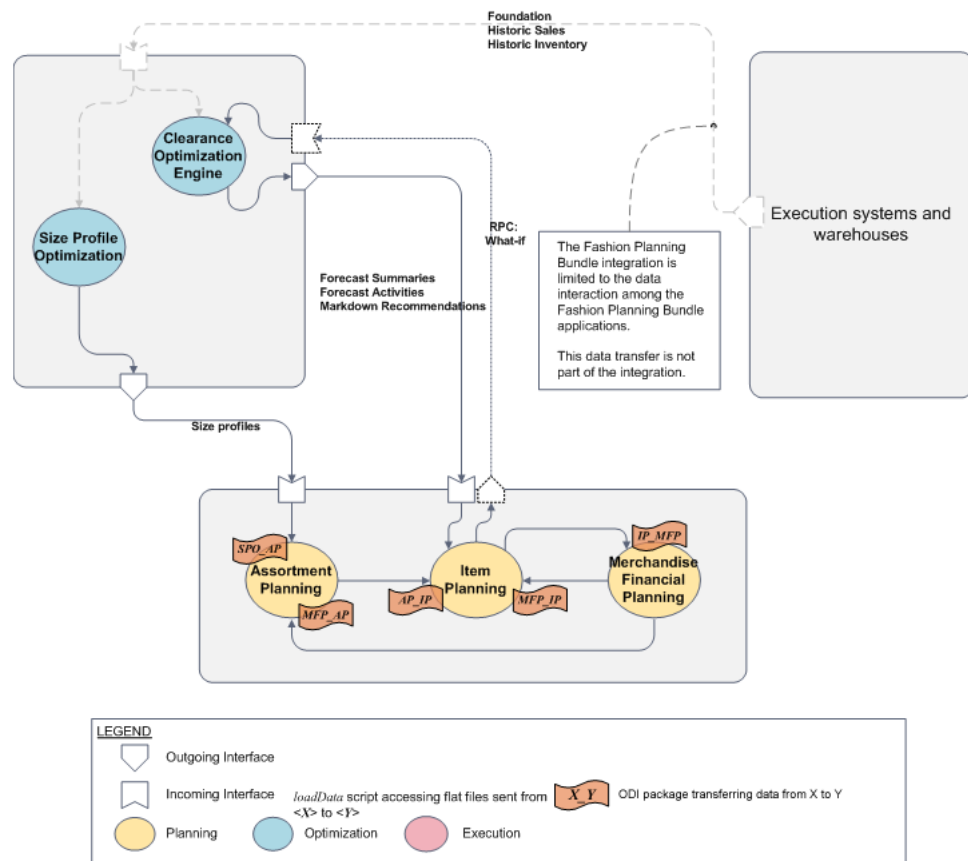 Foundation
Historic Sales
Historic Inventory
Clearance
Optimization
Engine
Size Profile
Optimization
RPC:
What-if
Forecast Summaries
Forecast Activities
Markdown Recommendations
Execution systems and
warehouses
The Fashion Planning
Bundle integration is
limited to the data
interaction among the
Fashion Planning Bundle
applications.
This data transfer is not
part of the integration.
Size profiles
SPO_AP
Assortment
Planning
MFP_AP
Item
Planning
AP_IP
MFP_IP
IP_MFP
Merchandise
Financial
Planning
LEGEND
Outgoing Interface
Incoming Interface
loadData script accessing flat files sent from
<X> to <Y>
X_Y
ODI package transferring data from X to Y
Planning
Optimization
Execution